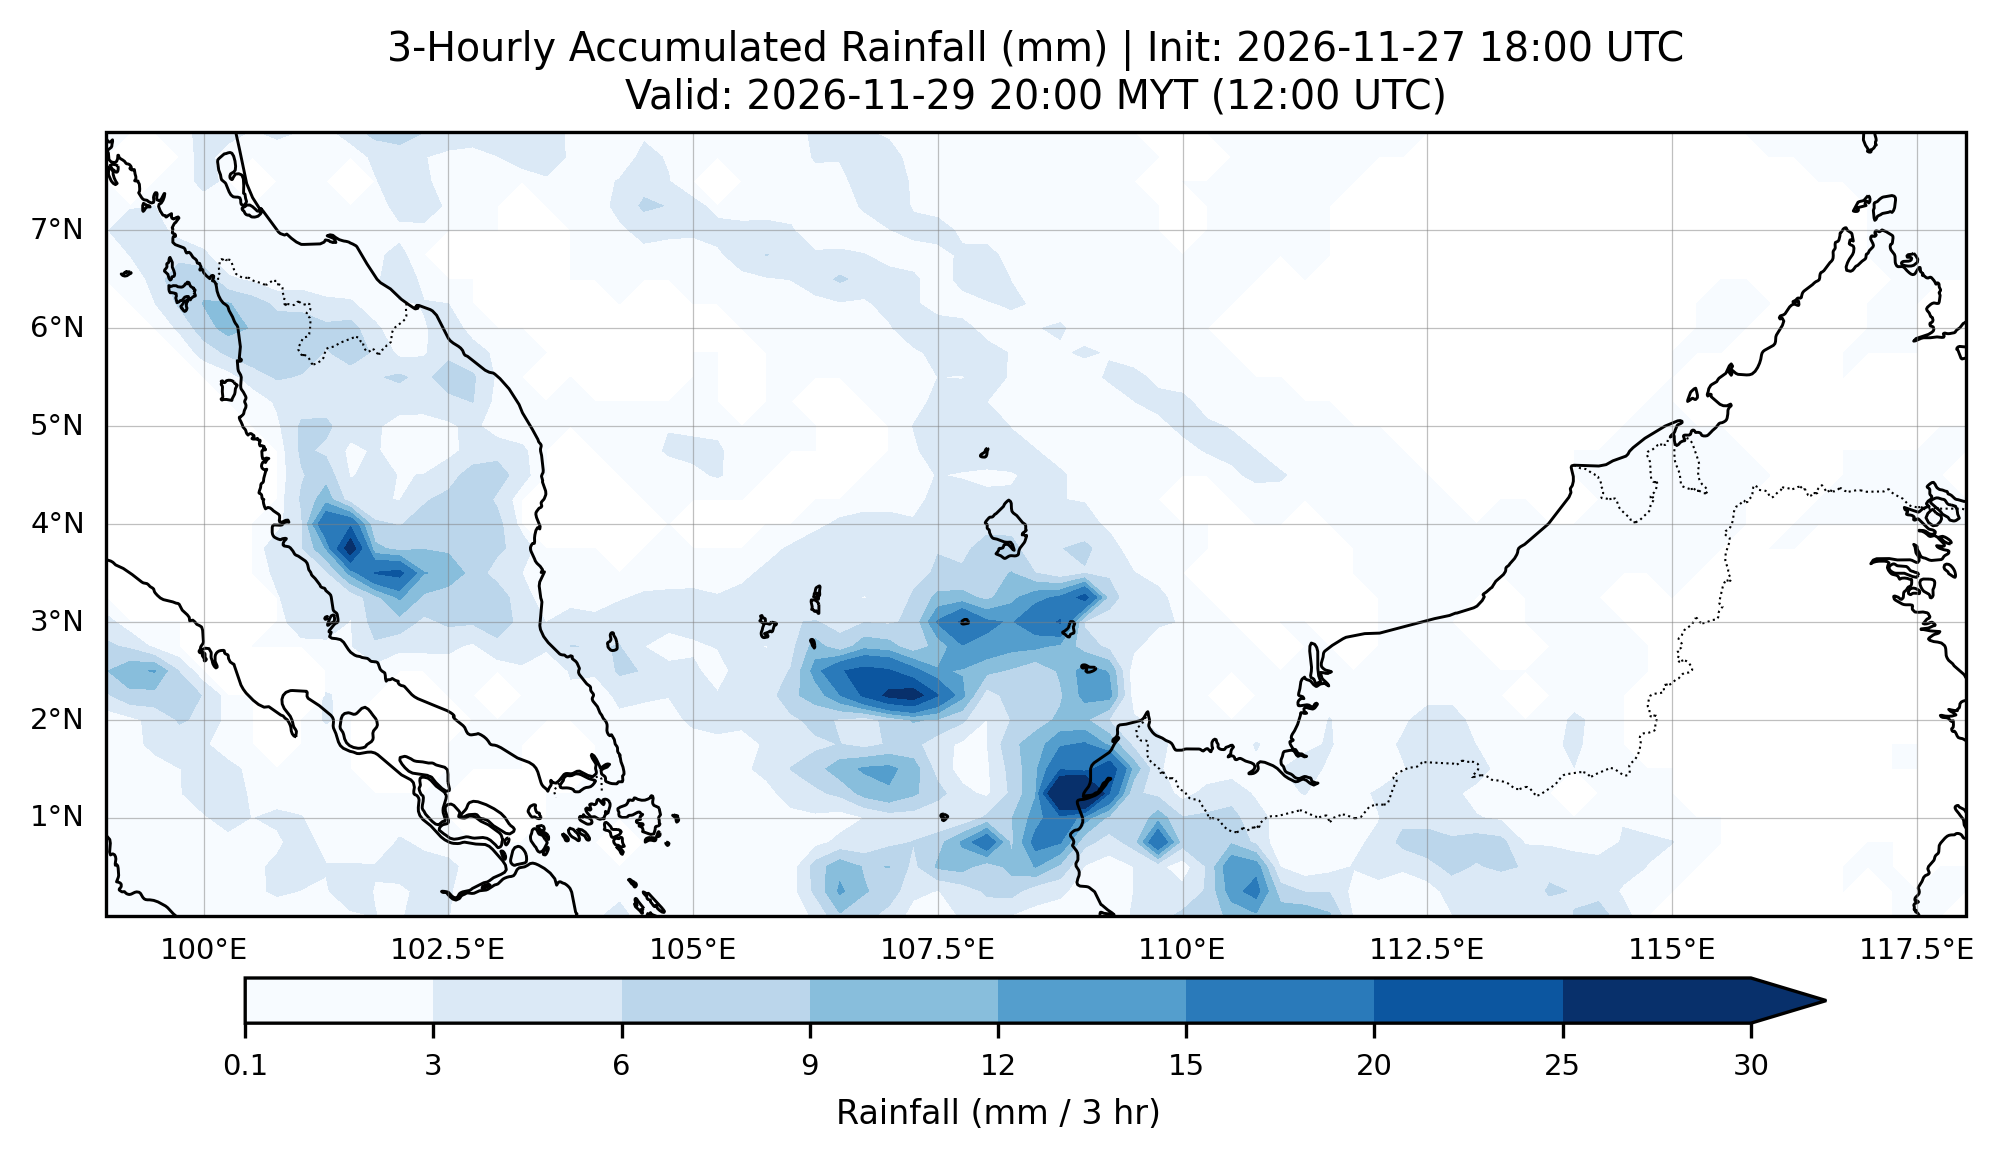 3-Hourly Accumulated Rainfall (mm) | Init: 2026-11-27 18:00 UTC
Valid: 2026-11-29 20:00 MYT (12:00 UTC)
7°N
6°N
5°N
4°N
3°N
2°N
1°N
100°E 102.5°E 105°E 107.5°E 110°E 112.5°E 115°E 117.5°E
0.1 3 6 9 12 15 20 25 30
Rainfall (mm / 3 hr)